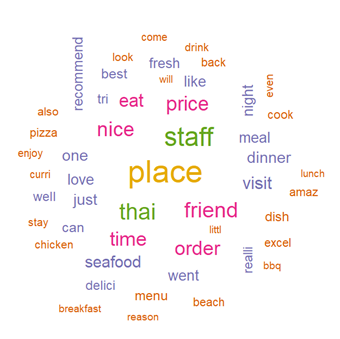 come
drink
recommend
look
fresh
back
best
will
like
even
tri
eat
price
night
also
cook
nice
staff
pizza
meal
enjoy
one
dinner
place
curri
love
visit
lunch
well
just
amaz
thai
friend
stay
can
dish
littl
time
order
excel
chicken
realli
seafood
went
bbq
delici
menu
beach
breakfast
reason